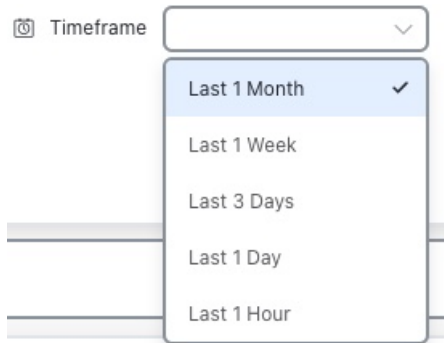 Timeframe
Last 1 Month
Last 1 Week
Last 3 Days
Last 1 Day
Last 1 Hour